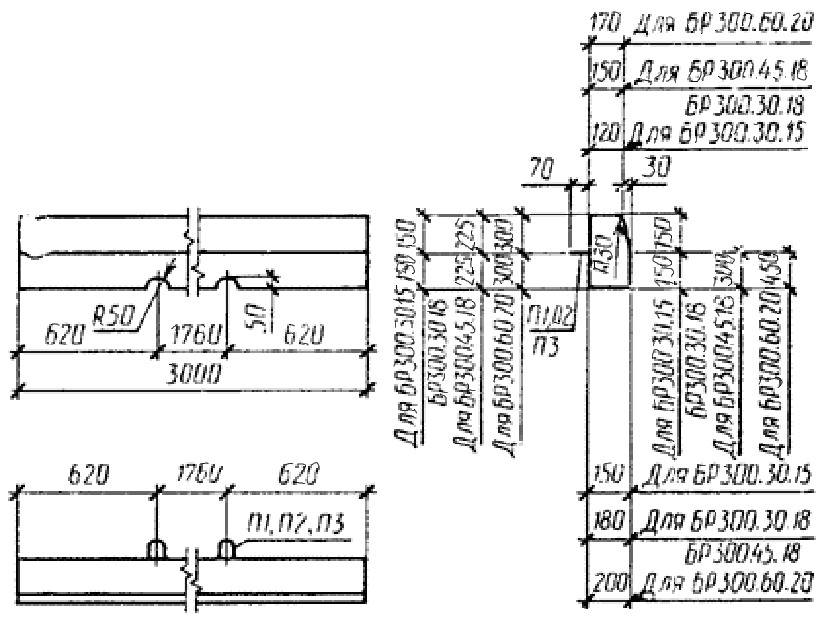 170 Для БР300.60.20
150 Для БР300.45.18
БР300.30.18
120 Для БР300.30.15
70
30
R50
50
620 1760 620
3000
150
150
Для БР300.30.15
БР300.30.18
225
225
Для БР300.45.18
300
300
Для БР300.60.20
R30
П1,П2
П3
150
150
Для БР300.30.15
БР300.30.18
300
Для БР300.45.18
450
Для БР300.60.20
620 1760 620
П1, П2, П3
150 Для БР300.30.15
180 Для БР300.30.18
БР300.45.18
200 Для БР300.60.20